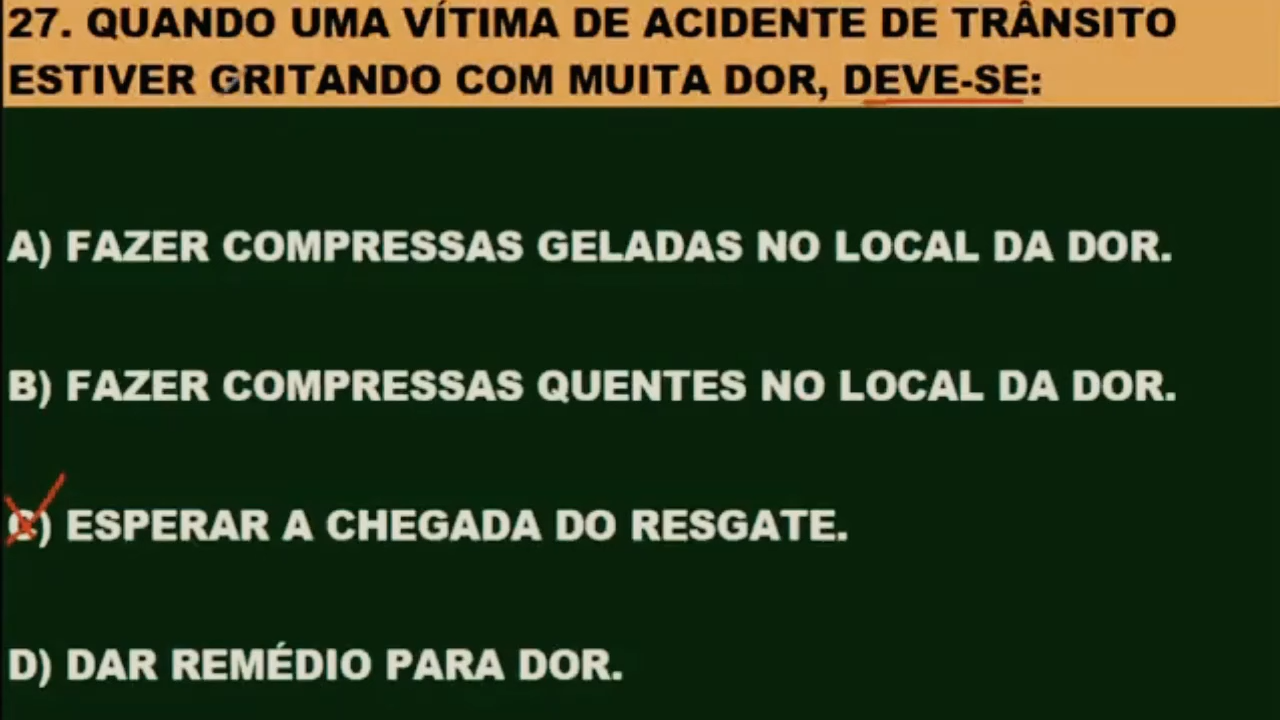 27. QUANDO UMA VÍTIMA DE ACIDENTE DE TRÂNSITO
ESTIVER GRITANDO COM MUITA DOR, DEVE-SE:
A) FAZER COMPRESSAS GELADAS NO LOCAL DA DOR.
B) FAZER COMPRESSAS QUENTES NO LOCAL DA DOR.
C) ESPERAR A CHEGADA DO RESGATE.
D) DAR REMÉDIO PARA DOR.